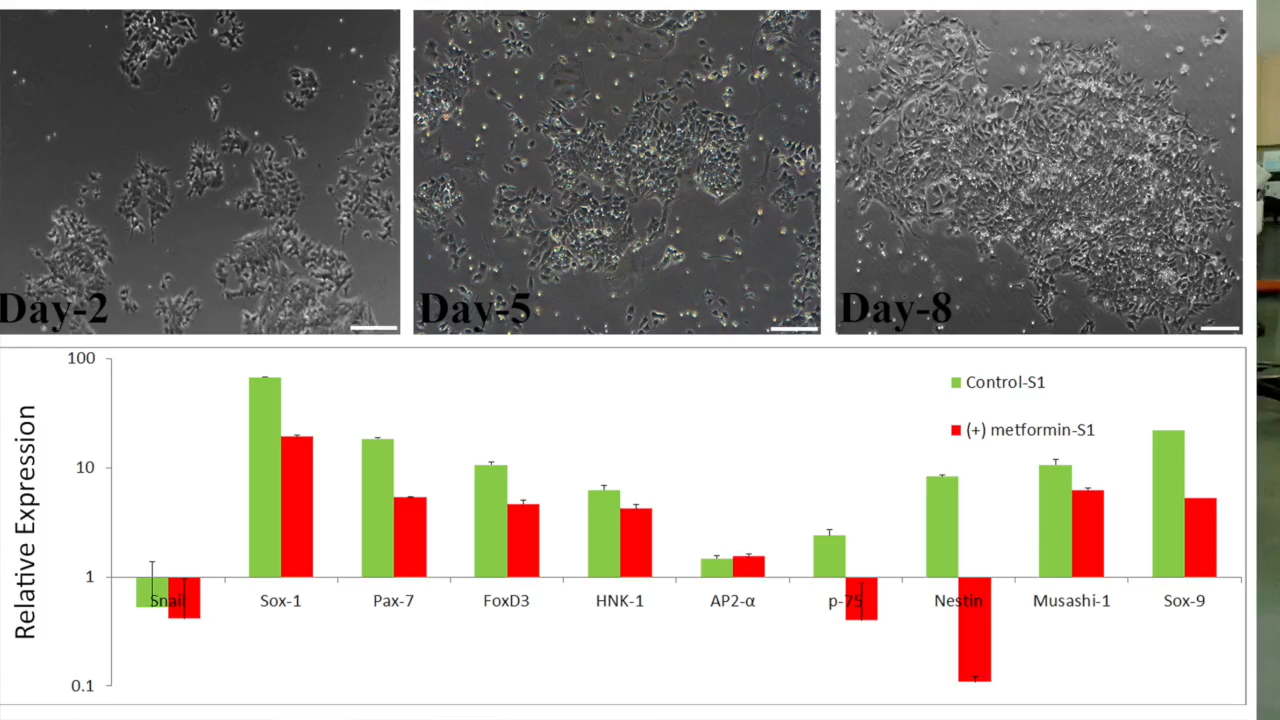 Day-2
Day-5
Day-8
Relative Expression
100
10
1
0.1
Control-S1
(+) metformin-S1
Snail
Sox-1
Pax-7
FoxD3
HNK-1
AP2-α
p-75
Nestin
Musashi-1
Sox-9